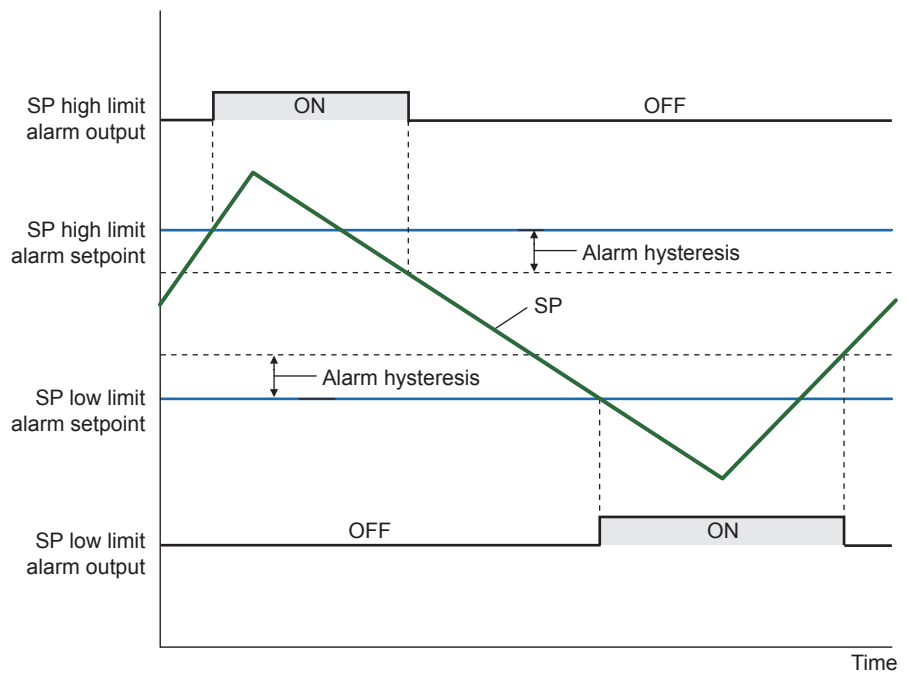 SP high limit
alarm output
ON
OFF
SP high limit
alarm setpoint
Alarm hysteresis
SP
Alarm hysteresis
SP low limit
alarm setpoint
OFF
ON
SP low limit
alarm output
Time